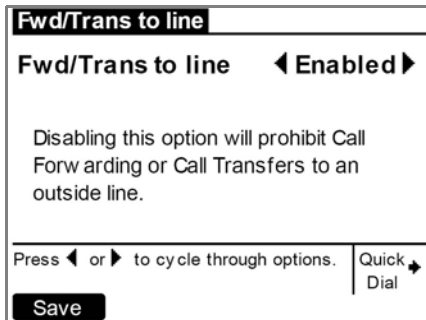 Fwd/Trans to line
Fwd/Trans to line ◀ Enabled ▶
Disabling this option will prohibit Call
Forwarding or Call Transfers to an
outside line.
Press ◀ or ▶ to cycle through options.
Quick
Dial
Save